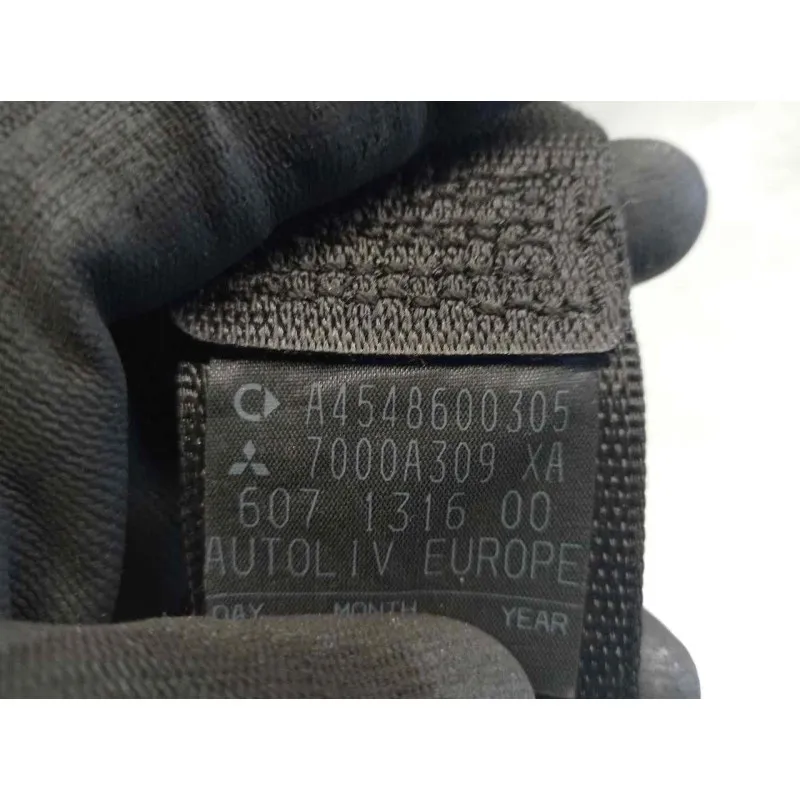 A4548600305
7000A309 XA
607 1316 00
AUTOLIV EUROPE
DAY MONTH YEAR